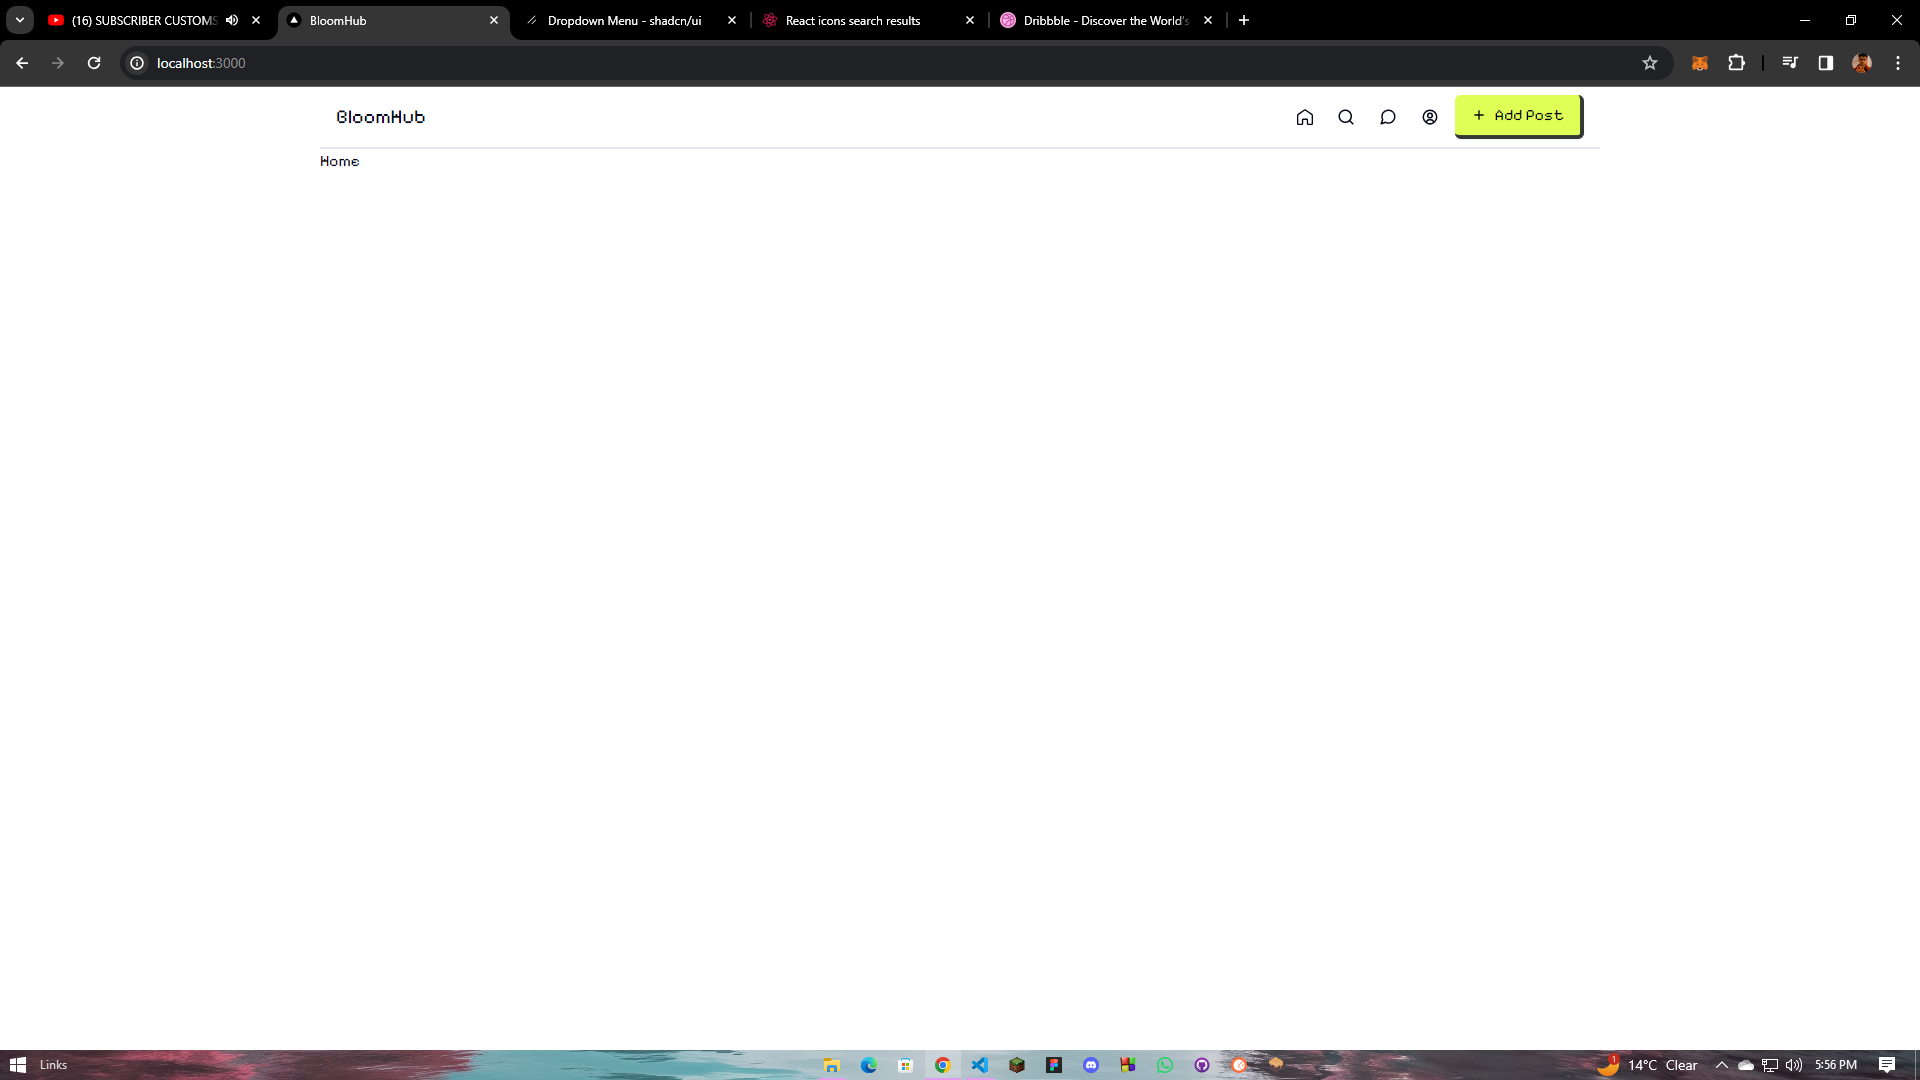 (16) SUBSCRIBER CUSTOMS
BloomHub
Dropdown Menu - shadcn/ui
React icons search results
Dribbble - Discover the World's
localhost:3000
BloomHub
Add Post
Home
Links
1
14°C Clear
5:56 PM